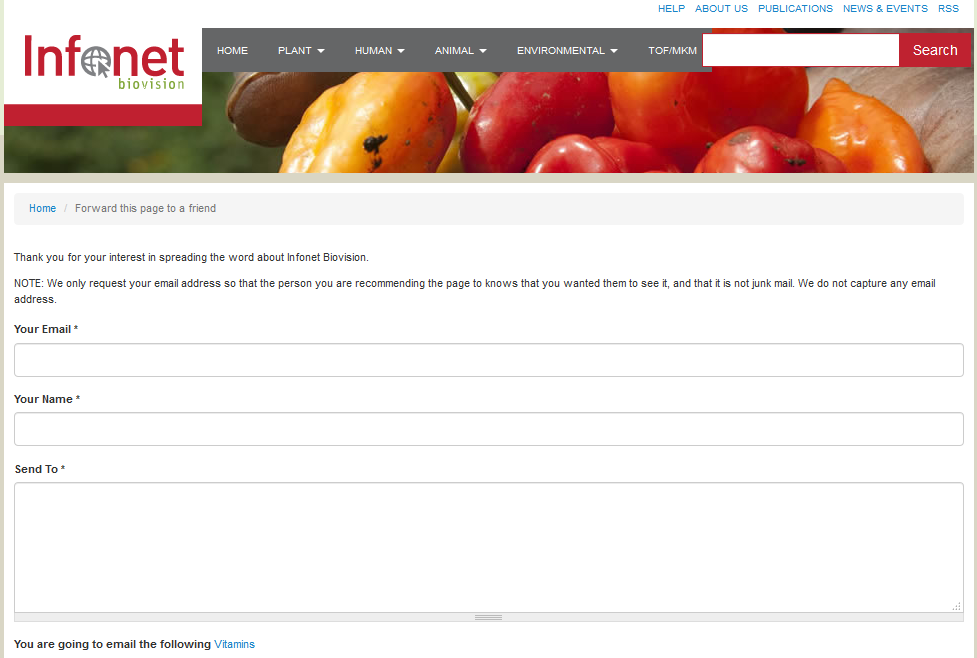 HELP ABOUT US PUBLICATIONS NEWS & EVENTS RSS
Infonet
biovision
HOME PLANT HUMAN ANIMAL ENVIRONMENTAL TOF/MKM Search
Home / Forward this page to a friend
Thank you for your interest in spreading the word about Infonet Biovision.
NOTE: We only request your email address so that the person you are recommending the page to knows that you wanted them to see it, and that it is not junk mail. We do not capture any email
address.
Your Email *
Your Name *
Send To *
You are going to email the following Vitamins